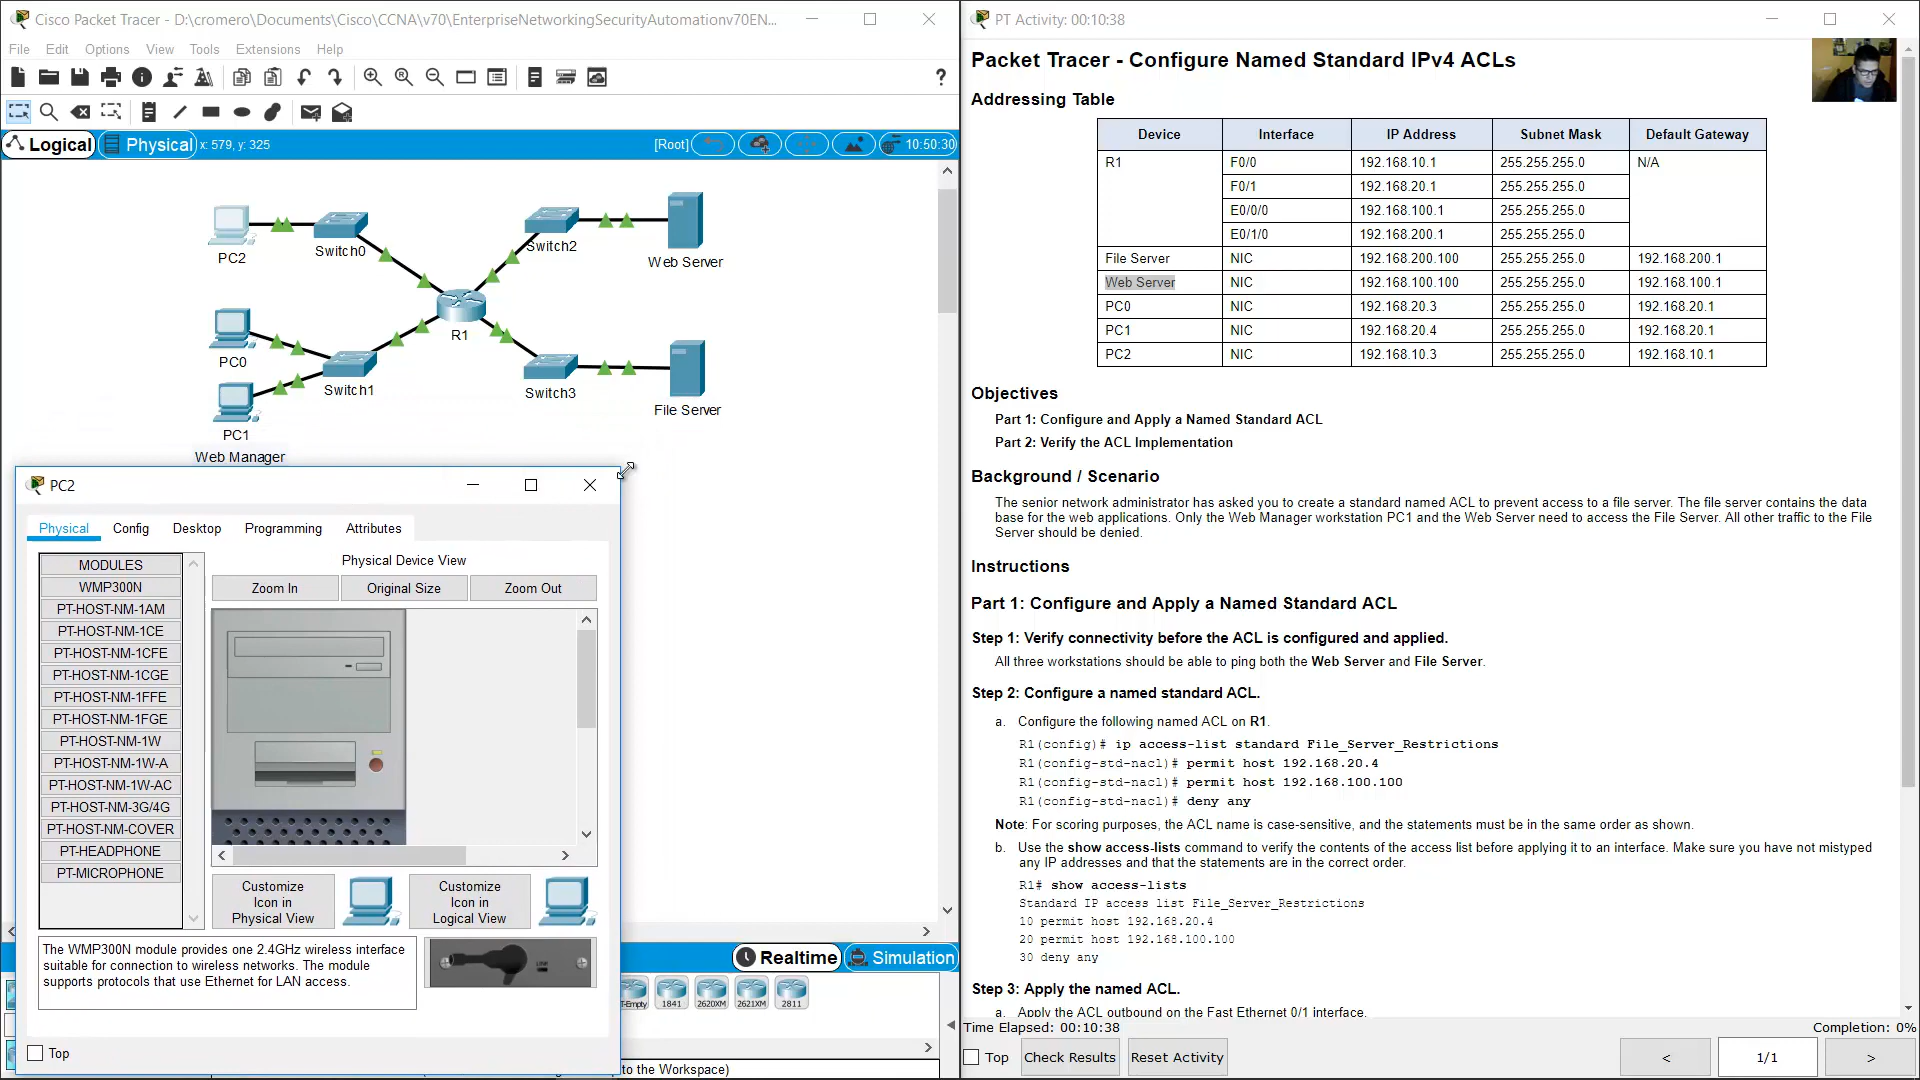 Cisco Packet Tracer - D:\cromero\Documents\Cisco\CCNA\v70\EnterpriseNetworkingSecurityAutomationv70EN...
File Edit Options View Tools Extensions Help
?
Logical Physical x: 579, y: 325 [Root] 10:50:30
PC2
Switch0
Switch2
Web Server
PC0
R1
Switch1
Switch3
File Server
PC1
Web Manager
PC2
Physical Config Desktop Programming Attributes
MODULES
WMP300N
PT-HOST-NM-1AM
PT-HOST-NM-1CE
PT-HOST-NM-1CFE
PT-HOST-NM-1CGE
PT-HOST-NM-1FFE
PT-HOST-NM-1FGE
PT-HOST-NM-1W
PT-HOST-NM-1W-A
PT-HOST-NM-1W-AC
PT-HOST-NM-3G/4G
PT-HOST-NM-COVER
PT-HEADPHONE
PT-MICROPHONE
Physical Device View
Zoom In Original Size Zoom Out
Customize
Icon in
Physical View
Customize
Icon in
Logical View
The WMP300N module provides one 2.4GHz wireless interface
suitable for connection to wireless networks. The module
supports protocols that use Ethernet for LAN access.
Top
Realtime Simulation
1841 2620XM 2621XM 2811
to the Workspace)
PT Activity: 00:10:38
Packet Tracer - Configure Named Standard IPv4 ACLs
Addressing Table
Device Interface IP Address Subnet Mask Default Gateway
R1 F0/0 192.168.10.1 255.255.255.0 N/A
F0/1 192.168.20.1 255.255.255.0
E0/0/0 192.168.100.1 255.255.255.0
E0/1/0 192.168.200.1 255.255.255.0
File Server NIC 192.168.200.100 255.255.255.0 192.168.200.1
Web Server NIC 192.168.100.100 255.255.255.0 192.168.100.1
PC0 NIC 192.168.20.3 255.255.255.0 192.168.20.1
PC1 NIC 192.168.20.4 255.255.255.0 192.168.20.1
PC2 NIC 192.168.10.3 255.255.255.0 192.168.10.1
Objectives
Part 1: Configure and Apply a Named Standard ACL
Part 2: Verify the ACL Implementation
Background / Scenario
The senior network administrator has asked you to create a standard named ACL to prevent access to a file server. The file server contains the data
base for the web applications. Only the Web Manager workstation PC1 and the Web Server need to access the File Server. All other traffic to the File
Server should be denied.
Instructions
Part 1: Configure and Apply a Named Standard ACL
Step 1: Verify connectivity before the ACL is configured and applied.
All three workstations should be able to ping both the Web Server and File Server.
Step 2: Configure a named standard ACL.
a. Configure the following named ACL on R1.
R1(config)# ip access-list standard File_Server_Restrictions
R1(config-std-nacl)# permit host 192.168.20.4
R1(config-std-nacl)# permit host 192.168.100.100
R1(config-std-nacl)# deny any
Note: For scoring purposes, the ACL name is case-sensitive, and the statements must be in the same order as shown.
b. Use the show access-lists command to verify the contents of the access list before applying it to an interface. Make sure you have not mistyped
any IP addresses and that the statements are in the correct order.
R1# show access-lists
Standard IP access list File_Server_Restrictions
10 permit host 192.168.20.4
20 permit host 192.168.100.100
30 deny any
Step 3: Apply the named ACL.
a. Apply the ACL outbound on the Fast Ethernet 0/1 interface.
Time Elapsed: 00:10:38 Completion: 0%
Top Check Results Reset Activity < 1/1 >